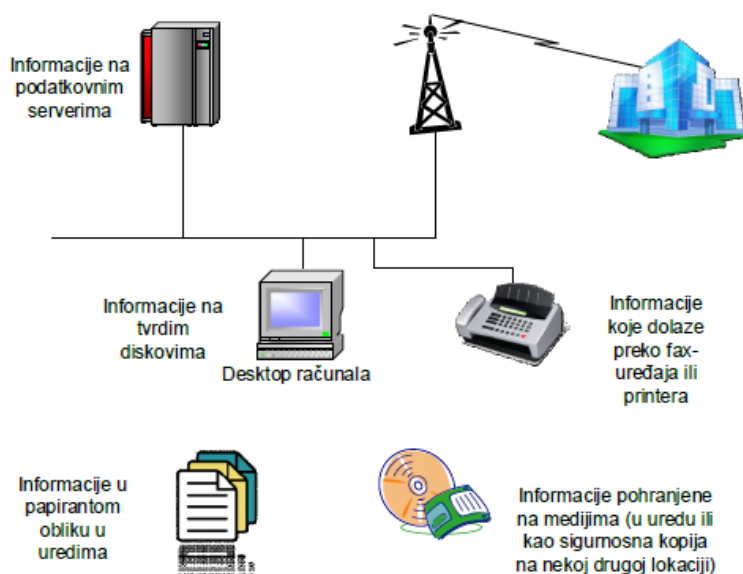 Informacije na
podatkovnim
serverima
Informacije na
tvrdim
diskovima
Desktop računala
Informacije
koje dolaze
preko fax-
uređaja ili
printera
Informacije u
papirantom
obliku u
uredima
Informacije pohranjene
na medijima (u uredu ili
kao sigurnosna kopija
na nekoj drugoj lokaciji)